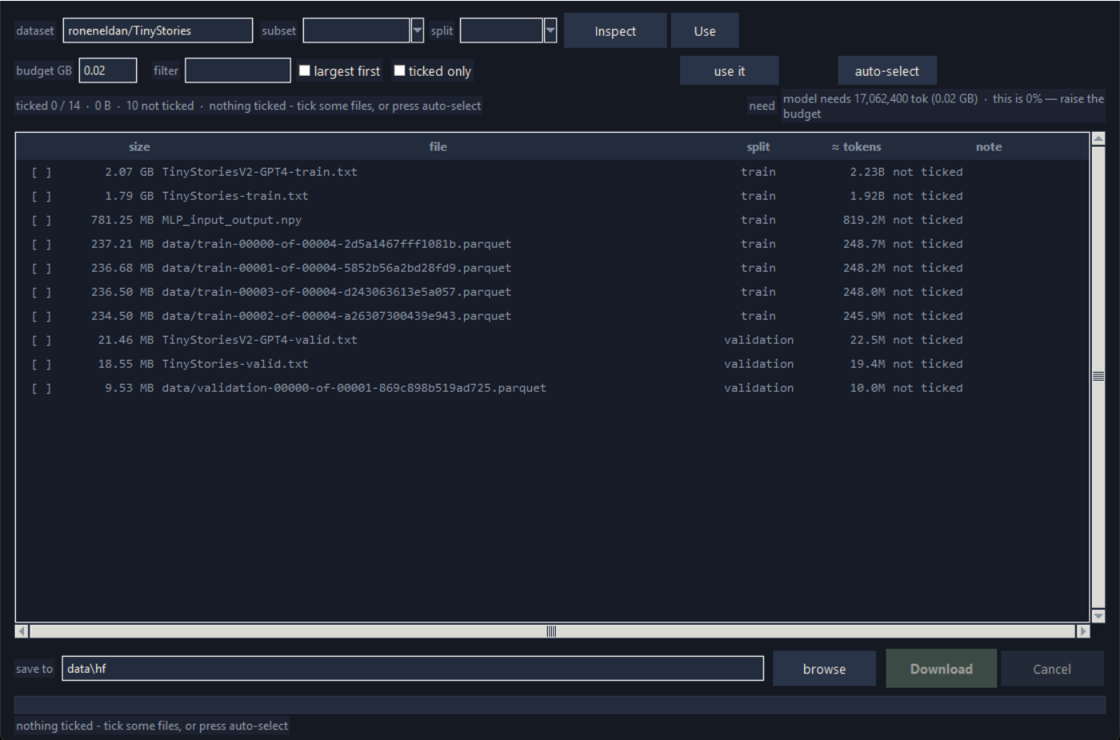 dataset roneneldan/TinyStories subset split Inspect Use
budget GB 0.02 filter largest first ticked only use it auto-select
ticked 0 / 14 · 0 B · 10 not ticked · nothing ticked - tick some files, or press auto-select need model needs 17,062,400 tok (0.02 GB) · this is 0% — raise the
budget
size file split ≈ tokens note
[ ] 2.07 GB TinyStoriesV2-GPT4-train.txt train 2.23B not ticked
[ ] 1.79 GB TinyStories-train.txt train 1.92B not ticked
[ ] 781.25 MB MLP_input_output.npy train 819.2M not ticked
[ ] 237.21 MB data/train-00000-of-00004-2d5a1467fff1081b.parquet train 248.7M not ticked
[ ] 236.68 MB data/train-00001-of-00004-5852b56a2bd28fd9.parquet train 248.2M not ticked
[ ] 236.50 MB data/train-00003-of-00004-d243063613e5a057.parquet train 248.0M not ticked
[ ] 234.50 MB data/train-00002-of-00004-a26307300439e943.parquet train 245.9M not ticked
[ ] 21.46 MB TinyStoriesV2-GPT4-valid.txt validation 22.5M not ticked
[ ] 18.55 MB TinyStories-valid.txt validation 19.4M not ticked
[ ] 9.53 MB data/validation-00000-of-00001-869c898b519ad725.parquet validation 10.0M not ticked
save to data\hf browse Download Cancel
nothing ticked - tick some files, or press auto-select